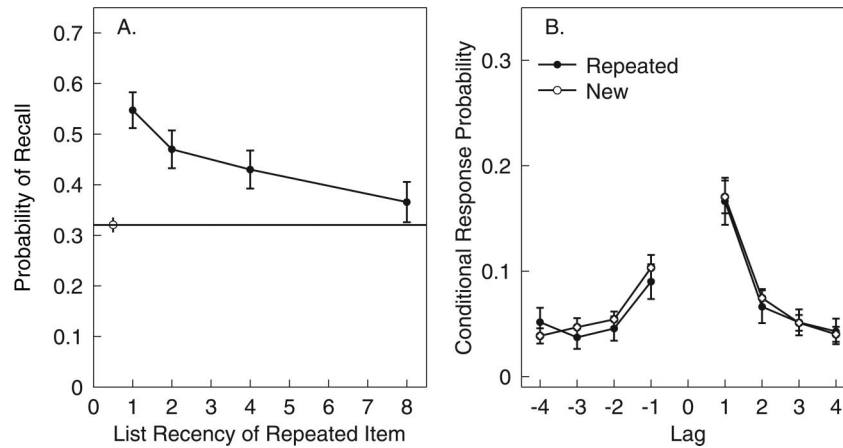 A.
Probability of Recall
0.7
0.6
0.5
0.4
0.3
0.2
0.1
0
0 1 2 3 4 5 6 7 8
List Recency of Repeated Item
B.
Repeated
New
Conditional Response Probability
0.3
0.2
0.1
0
-4 -3 -2 -1 0 1 2 3 4
Lag